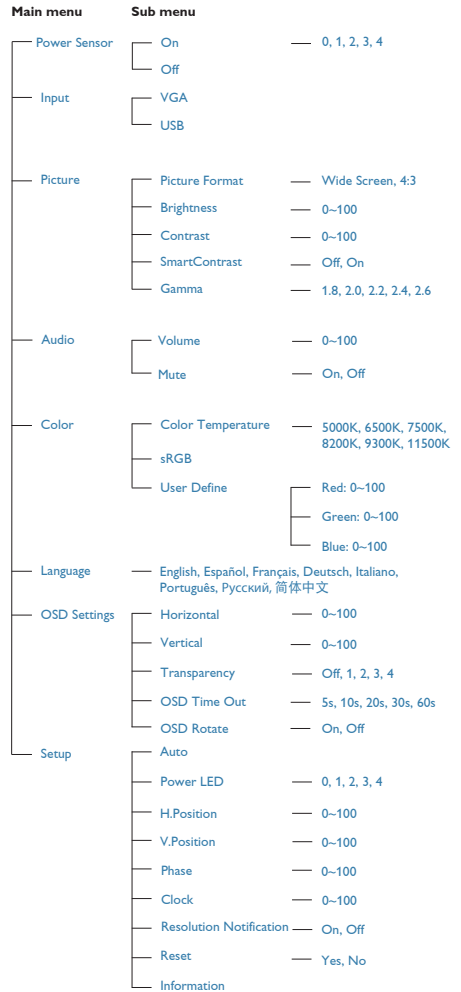 Main menu Sub menu
Power Sensor On 0, 1, 2, 3, 4
Off
Input VGA
USB
Picture Picture Format Wide Screen, 4:3
Brightness 0~100
Contrast 0~100
SmartContrast Off, On
Gamma 1.8, 2.0, 2.2, 2.4, 2.6
Audio Volume 0~100
Mute On, Off
Color Color Temperature 5000K, 6500K, 7500K,
8200K, 9300K, 11500K
sRGB
User Define Red: 0~100
Green: 0~100
Blue: 0~100
Language English, Español, Français, Deutsch, Italiano,
Português, Русский, 简体中文
OSD Settings Horizontal 0~100
Vertical 0~100
Transparency Off, 1, 2, 3, 4
OSD Time Out 5s, 10s, 20s, 30s, 60s
OSD Rotate On, Off
Setup Auto
Power LED 0, 1, 2, 3, 4
H.Position 0~100
V.Position 0~100
Phase 0~100
Clock 0~100
Resolution Notification On, Off
Reset Yes, No
Information